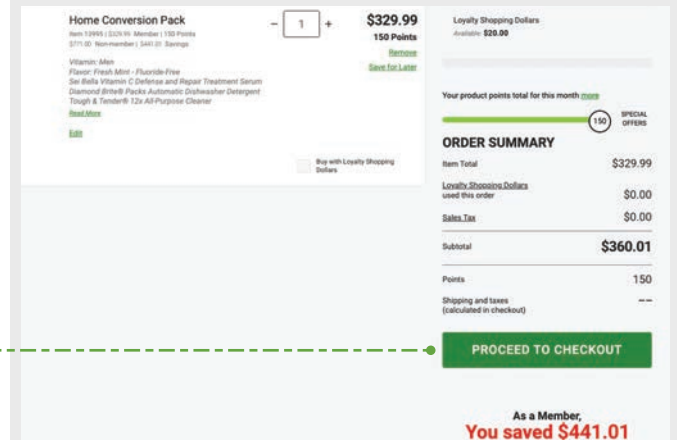 Home Conversion Pack
Item 13995 | $329.99 Member | 150 Points
$771.00 Non-member | $441.01 Savings
Vitamin: Men
Flavor: Fresh Mint - Fluoride-Free
Sei Bella Vitamin C Defense and Repair Treatment Serum
Diamond Brite® Packs Automatic Dishwasher Detergent
Tough & Tender® 12x All-Purpose Cleaner
Read More
Edit
- 1 +
$329.99
150 Points
Remove
Save for Later
Buy with Loyalty Shopping
Dollars
Loyalty Shopping Dollars
Available: $20.00
Your product points total for this month more
150
SPECIAL
OFFERS
ORDER SUMMARY
Item Total $329.99
Loyalty Shopping Dollars
used this order $0.00
Sales Tax $0.00
Subtotal $360.01
Points 150
Shipping and taxes
(calculated in checkout) --
PROCEED TO CHECKOUT
As a Member,
You saved $441.01